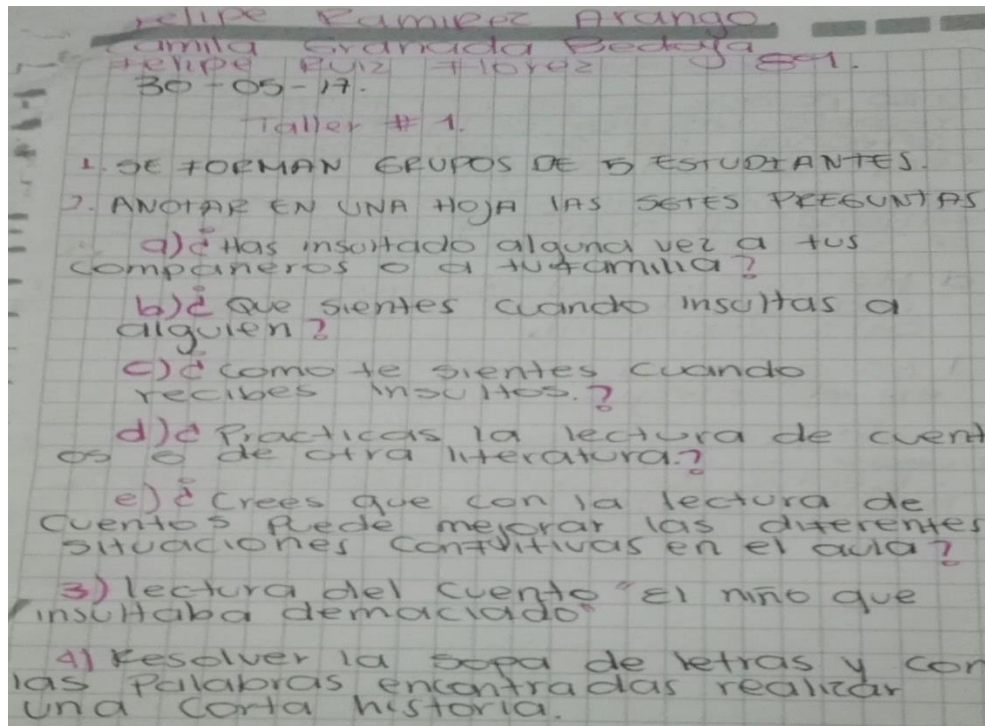 Felipe Ramirez Arango
Camila Granada Bedoya
Felipe Ruiz Florez
30-05-17.
Taller # 1.
1. SE FORMAN GRUPOS DE 5 ESTUDIANTES.
2. ANOTAR EN UNA HOJA LAS SETES PREGUNTAS
a) ¿Has insultado alguna vez a tus
compañeros o a tu familia?
b) ¿Que sientes cuando insultas a
alguien?
c) ¿como te sientes cuando
recibes insultos.?
d) ¿Practicas la lectura de cuent
os o de otra literatura.?
e) ¿Crees que con la lectura de
cuentos Puede mejorar las diferentes
situaciones conflitivas en el aula?
3) lectura del cuento "El niño que
insultaba demaciado"
4) Resolver la sopa de letras y con
las Palabras encontradas realizar
una corta historia.